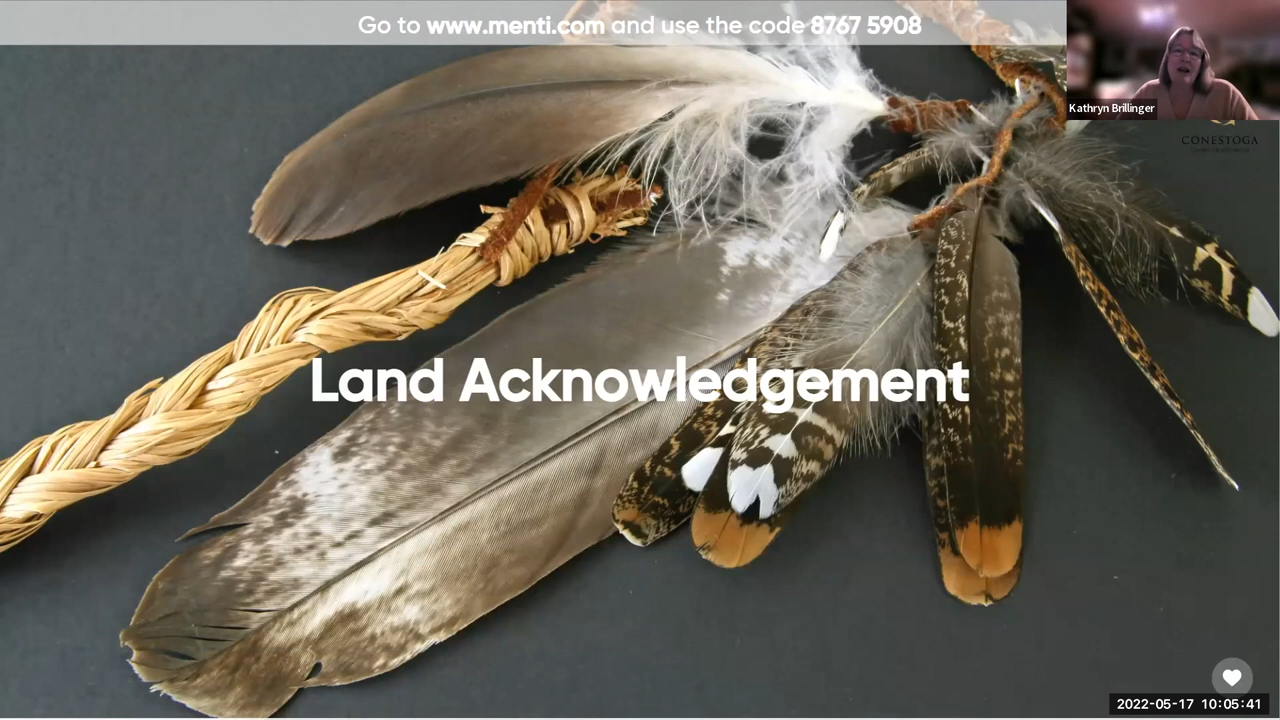 Go to www.menti.com and use the code 8767 5908
Kathryn Brillinger
CONESTOGA
Land Acknowledgement
2022-05-17 10:05:41